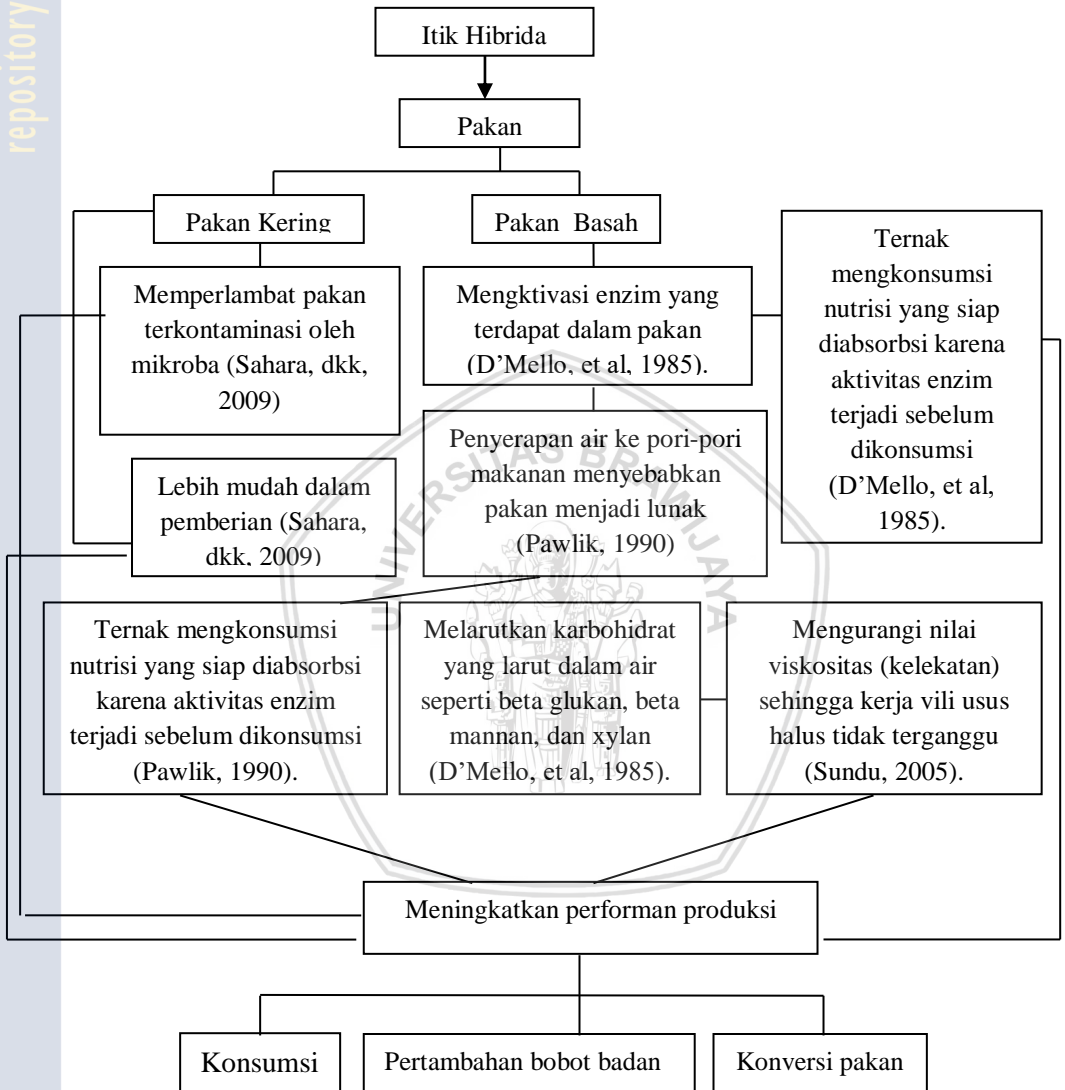 repository
Itik Hibrida
Pakan
Pakan Kering
Pakan Basah
Memperlambat pakan
terkontaminasi oleh
mikroba (Sahara, dkk,
2009)
Mengktivasi enzim yang
terdapat dalam pakan
(D’Mello, et al, 1985).
Ternak
mengkonsumsi
nutrisi yang siap
diabsorbsi karena
aktivitas enzim
terjadi sebelum
dikonsumsi
(D’Mello, et al,
1985).
Lebih mudah dalam
pemberian (Sahara,
dkk, 2009)
Penyerapan air ke pori-pori
makanan menyebabkan
pakan menjadi lunak
(Pawlik, 1990)
Ternak mengkonsumsi
nutrisi yang siap diabsorbsi
karena aktivitas enzim
terjadi sebelum dikonsumsi
(Pawlik, 1990).
Melarutkan karbohidrat
yang larut dalam air
seperti beta glukan, beta
mannan, dan xylan
(D’Mello, et al, 1985).
Mengurangi nilai
viskositas (kelekatan)
sehingga kerja vili usus
halus tidak terganggu
(Sundu, 2005).
Meningkatkan performan produksi
Konsumsi
Pertambahan bobot badan
Konversi pakan
UNIVERSITAS BRAWIJAYA